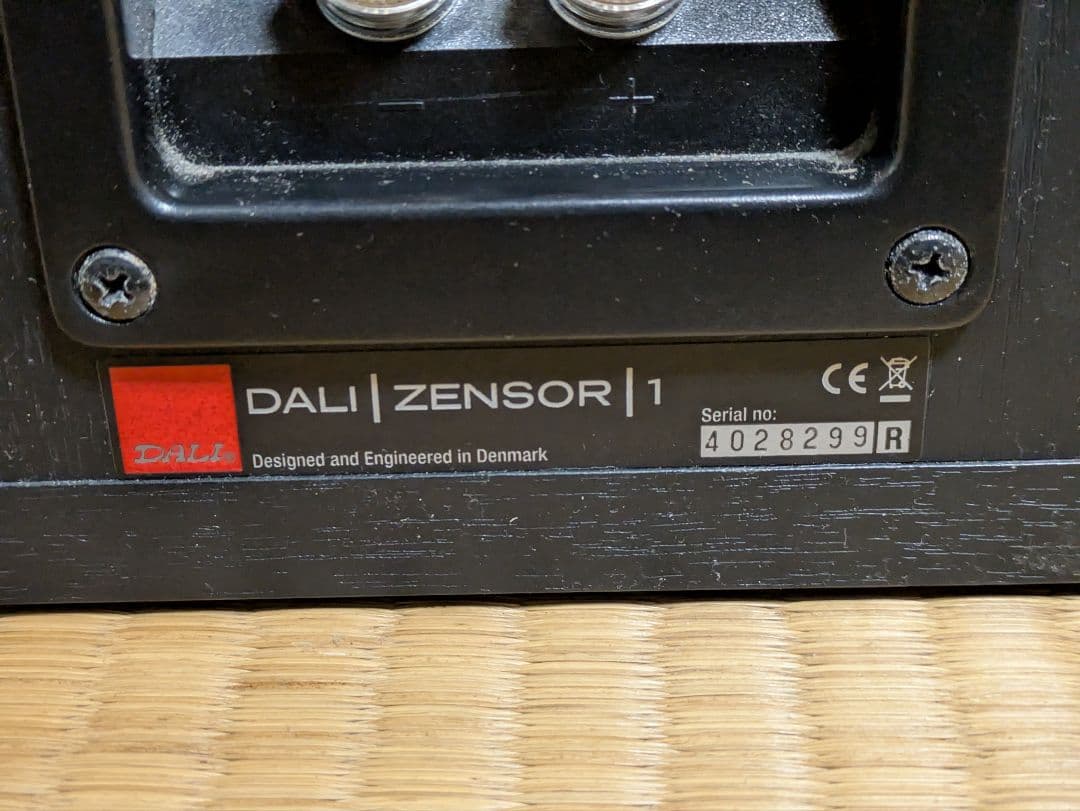 − +
DALI | ZENSOR | 1
CE
DALI
Designed and Engineered in Denmark
Serial no:
4028299 R